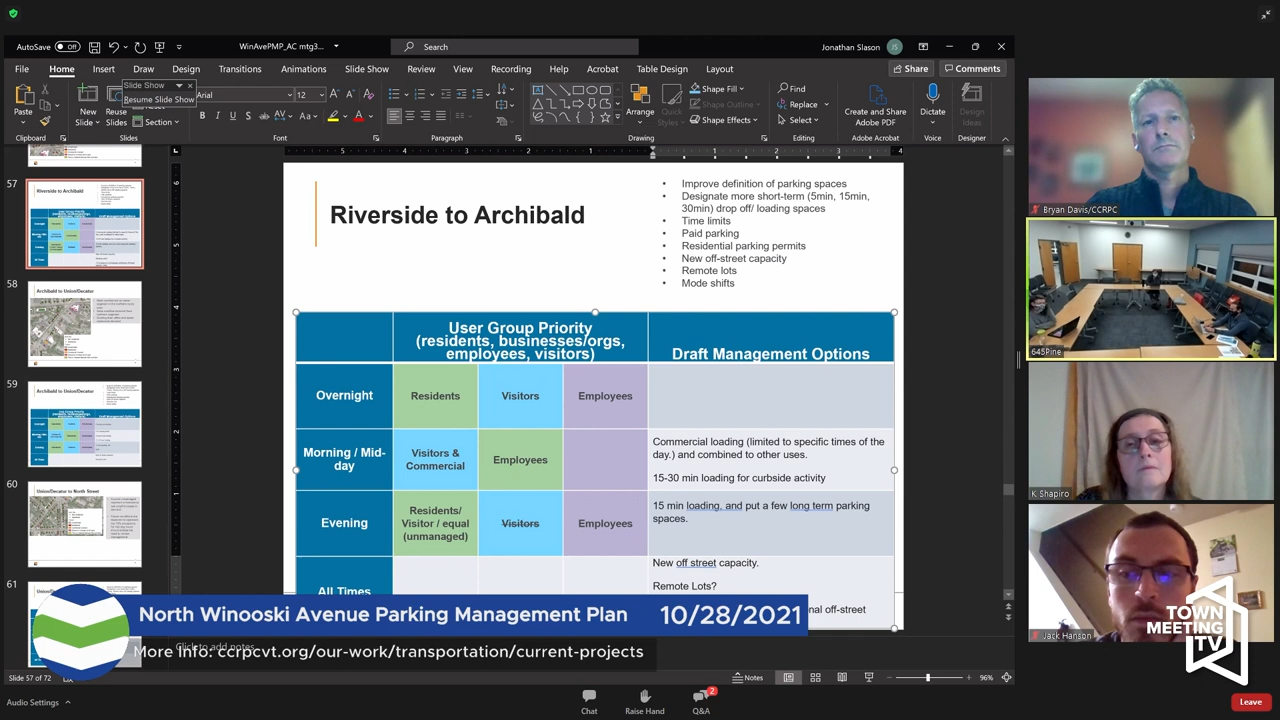 AutoSave Off
WinAvePMP_AC mtg3...
Search
Jonathan Slason
JS
File Home Insert Draw Design Transitions Animations Slide Show Review View Recording Help Acrobat Table Design Layout
Share
Comments
Slide Show
Resume Slide Show
Paste
New Slides
Reuse Slides
Section
Arial
12
Arrange
Quick Styles
Shape Fill
Shape Outline
Shape Effects
Find
Replace
Select
Create and Share Adobe PDF
Dictate
Design Ideas
Clipboard
Slides
Font
Paragraph
Drawing
Editing
Adobe Acrobat
Voice
Designer
57
Riverside to Archibald
58
Archibald to Union/Decatur
59
Archibald to Union/Decatur
60
Union/Decatur to North Street
61
Riverside to Archibald
• Improve definition of parking spaces
• Designate more short-term (5min, 15min,
30min) drop off/ loading spaces
• Time limits
• Paid parking
• Residential parking permits
• New off-street capacity
• Remote lots
• Mode shifts
User Group Priority
(residents, businesses/orgs,
employees, visitors)
Draft Management Options
Overnight
Residents
Visitors
Employees
Morning / Mid-
day
Visitors &
Commercial
Employees
Commercial loading (limited to specific times of the
day.) and combined to other uses.
15-30 min loading for curbside activity
Evening
Residents/
Visitor / equal
(unmanaged)
Visitors
Employees
15 min loading, and put a few long term parking
spaces.
All Times
New off street capacity.
Remote Lots?
nal off-street
North Winooski Avenue Parking Management Plan 10/28/2021
Click to add notes
More Info: ccrpcvt.org/our-work/transportation/current-projects
Slide 57 of 72
Notes
96%
Audio Settings
Chat
Raise Hand
Q&A
2
Leave
Bryan Davis/CCRPC
645Pine
K Shapiro
Jack Hanson
TOWN
MEETING
TV